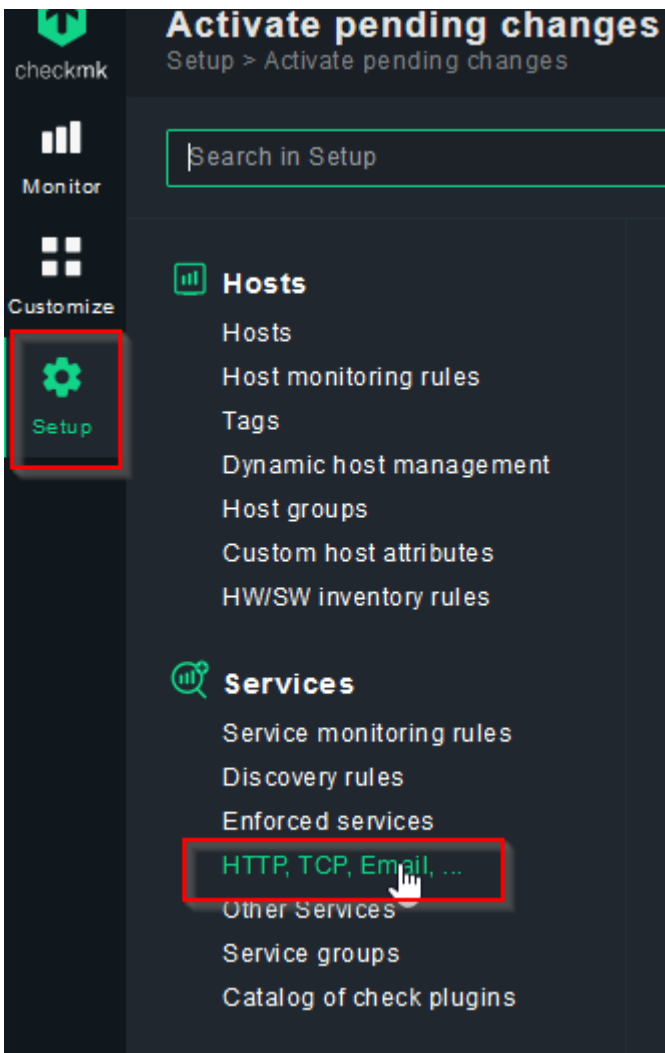 Activate pending changes
Setup > Activate pending changes
checkmk
Monitor
Customize
Setup
Search in Setup
Hosts
Hosts
Host monitoring rules
Tags
Dynamic host management
Host groups
Custom host attributes
HW/SW inventory rules
Services
Service monitoring rules
Discovery rules
Enforced services
HTTP, TCP, Email, ...
Other Services
Service groups
Catalog of check plugins